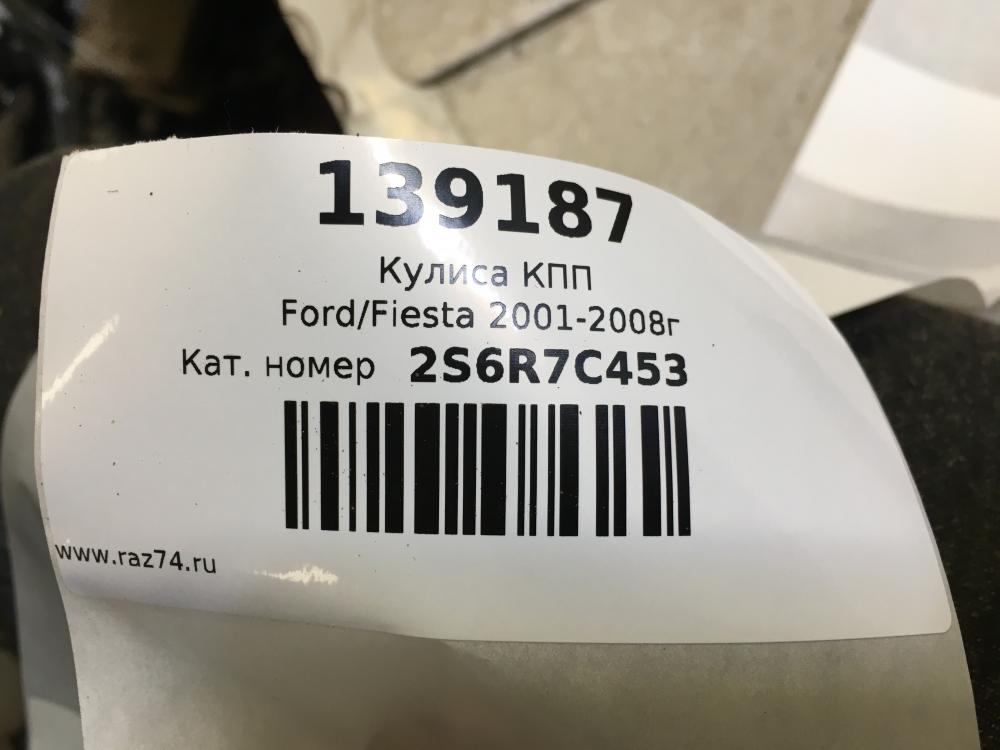 139187
Кулиса КПП
Ford/Fiesta 2001-2008г
Кат. номер 2S6R7C453
www.raz74.ru